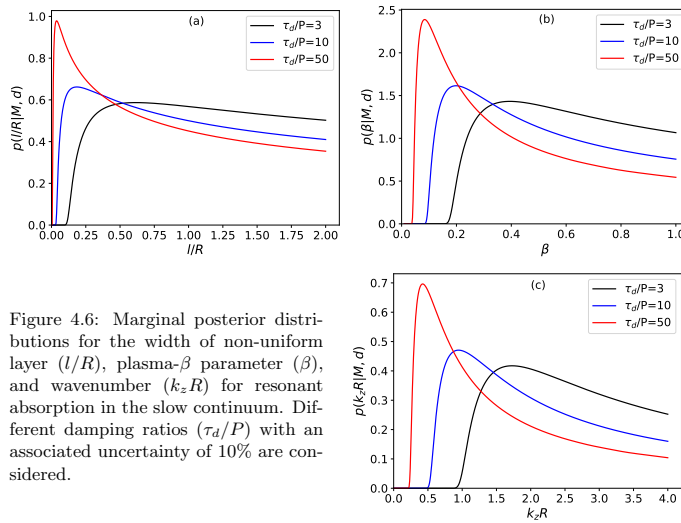 (a)
τd/P=3
τd/P=10
τd/P=50
p(l/R|M, d)
1.0
0.8
0.6
0.4
0.2
0.0
0.00 0.25 0.50 0.75 1.00 1.25 1.50 1.75 2.00
l/R
(b)
τd/P=3
τd/P=10
τd/P=50
p(β|M, d)
2.5
2.0
1.5
1.0
0.5
0.0
0.0 0.2 0.4 0.6 0.8 1.0
β
(c)
τd/P=3
τd/P=10
τd/P=50
p(kzR|M, d)
0.7
0.6
0.5
0.4
0.3
0.2
0.1
0.0
0.0 0.5 1.0 1.5 2.0 2.5 3.0 3.5 4.0
kzR
Figure 4.6: Marginal posterior distri-
butions for the width of non-uniform
layer (l/R), plasma-β parameter (β),
and wavenumber (kzR) for resonant
absorption in the slow continuum. Dif-
ferent damping ratios (τd/P) with an
associated uncertainty of 10% are con-
sidered.